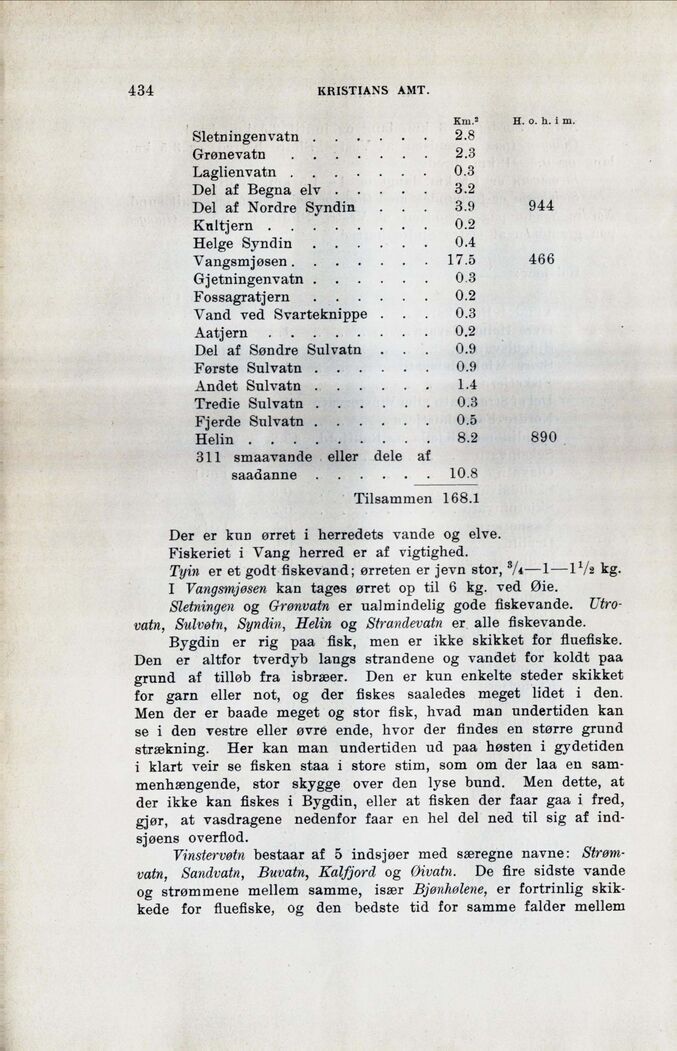 434 KRISTIANS AMT.
Km.² H. o. h. i m.
Sletningenvatn . . . . . . 2.8
Grønevatn . . . . . . . 2.3
Laglienvatn . . . . . . . 0.3
Del af Begna elv . . . . . 3.2
Del af Nordre Syndin . . . 3.9 944
Kultjern . . . . . . . . 0.2
Helge Syndin . . . . . . 0.4
Vangsmjøsen . . . . . . . 17.5 466
Gjetningenvatn . . . . . . 0.3
Fossagratjern . . . . . . 0.2
Vand ved Svarteknippe . . . 0.3
Aatjern . . . . . . . . 0.2
Del af Søndre Sulvatn . . . 0.9
Første Sulvatn . . . . . . 0.9
Andet Sulvatn . . . . . . 1.4
Tredie Sulvatn . . . . . . 0.3
Fjerde Sulvatn . . . . . . 0.5
Helin . . . . . . . . . 8.2 890
311 smaavande eller dele af
saadanne . . . . . . 10.8
Tilsammen 168.1
Der er kun ørret i herredets vande og elve.
Fiskeriet i Vang herred er af vigtighed.
Tyin er et godt fiskevand; ørreten er jevn stor, ³/₄—1—1¹/₂ kg.
I Vangsmjøsen kan tages ørret op til 6 kg. ved Øie.
Sletningen og Grønvatn er ualmindelig gode fiskevande. Utro-
vatn, Sulvøtn, Syndin, Helin og Strandevatn er alle fiskevande.
Bygdin er rig paa fisk, men er ikke skikket for fluefiske.
Den er altfor tverdyb langs strandene og vandet for koldt paa
grund af tilløb fra isbræer. Den er kun enkelte steder skikket
for garn eller not, og der fiskes saaledes meget lidet i den.
Men der er baade meget og stor fisk, hvad man undertiden kan
se i den vestre eller øvre ende, hvor der findes en større grund
strækning. Her kan man undertiden ud paa høsten i gydetiden
i klart veir se fisken staa i store stim, som om der laa en sam-
menhængende, stor skygge over den lyse bund. Men dette, at
der ikke kan fiskes i Bygdin, eller at fisken der faar gaa i fred,
gjør, at vasdragene nedenfor faar en hel del ned til sig af ind-
sjøens overflod.
Vinstervøtn bestaar af 5 indsjøer med særegne navne: Strøm-
vatn, Sandvatn, Buvatn, Kalfjord og Øivatn. De fire sidste vande
og strømmene mellem samme, især Bjønhølene, er fortrinlig skik-
kede for fluefiske, og den bedste tid for samme falder mellem